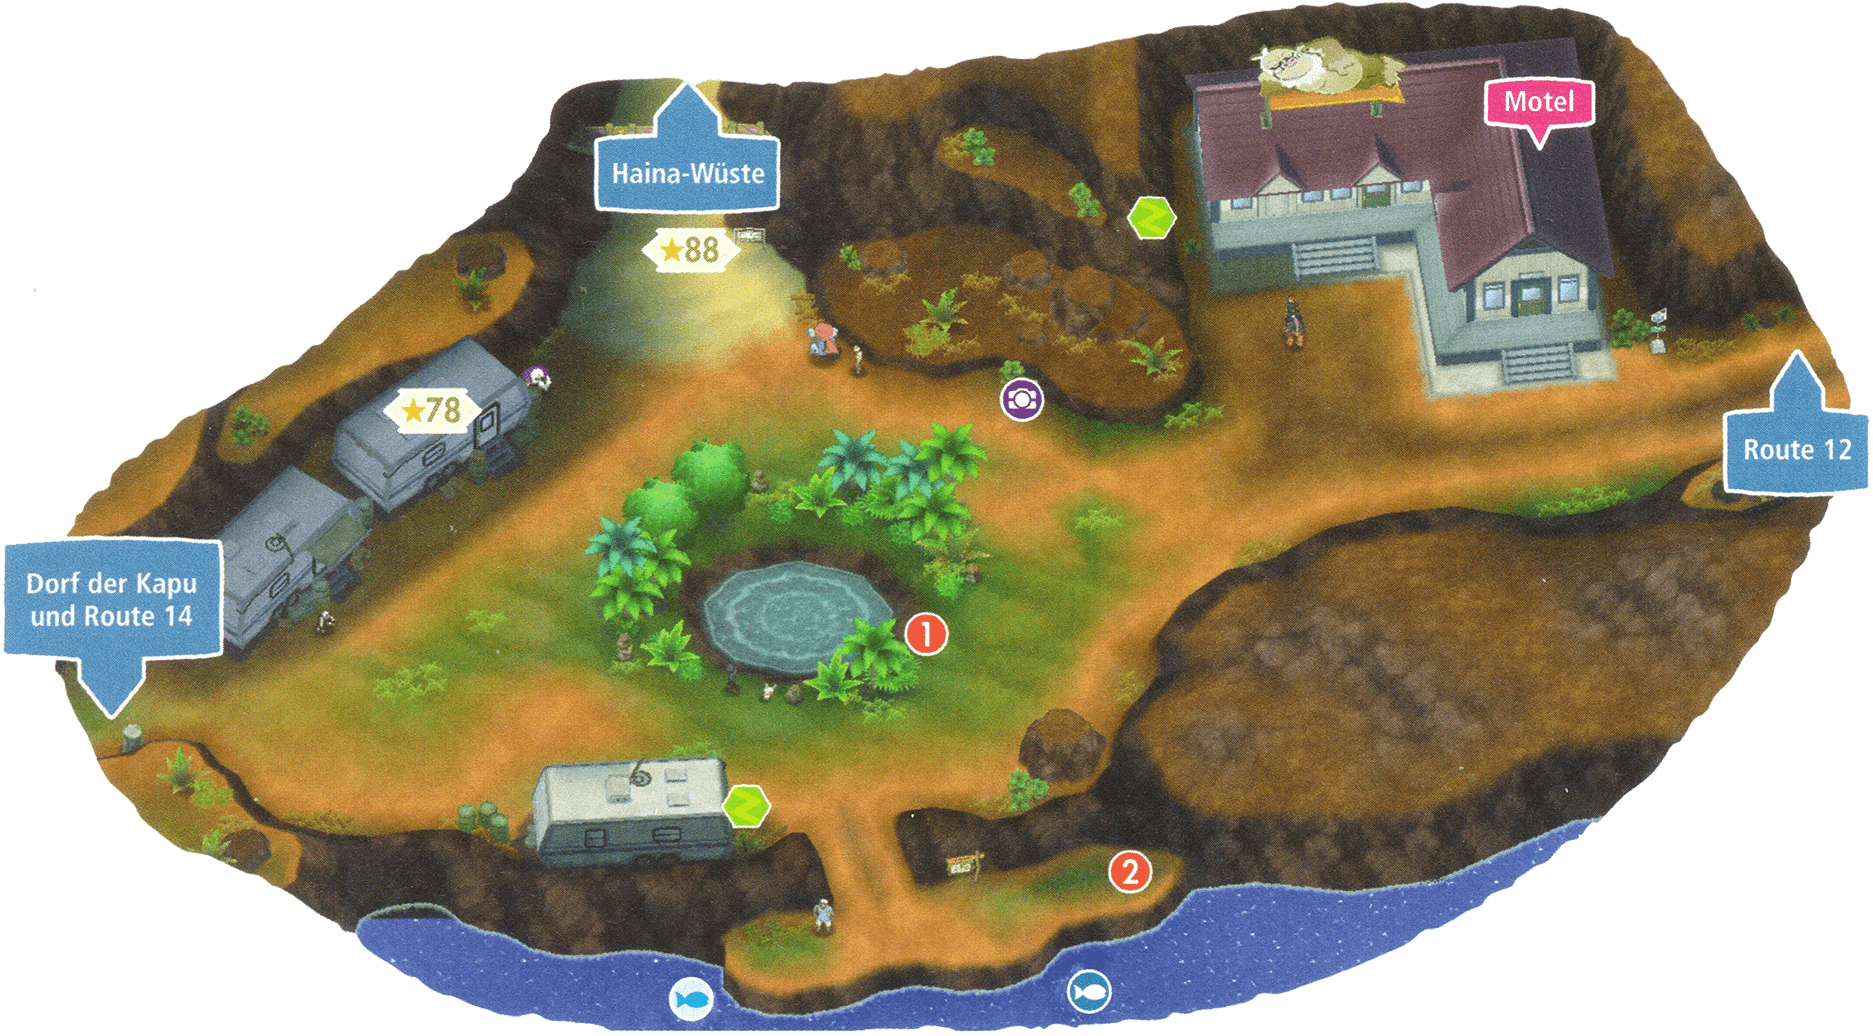 Motel
Haina-Wüste
★88
★78
Route 12
Dorf der Kapu
und Route 14
1
2